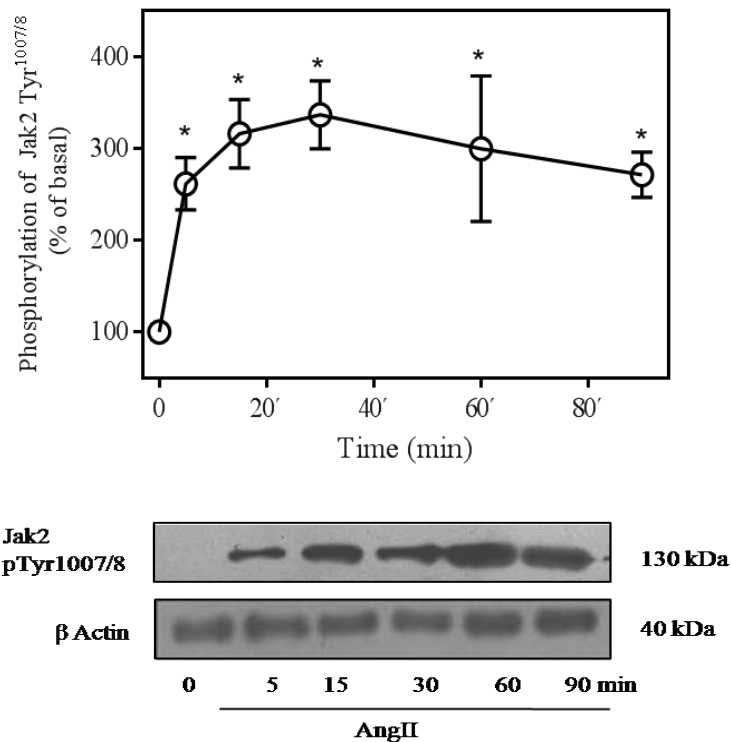 Phosphorylation of Jak2 Tyr1007/8
(% of basal)
400
300
200
100
*
*
*
*
*
0 20´ 40´ 60´ 80´
Time (min)
Jak2
pTyr1007/8
130 kDa
β Actin
40 kDa
0 5 15 30 60 90 min
AngII